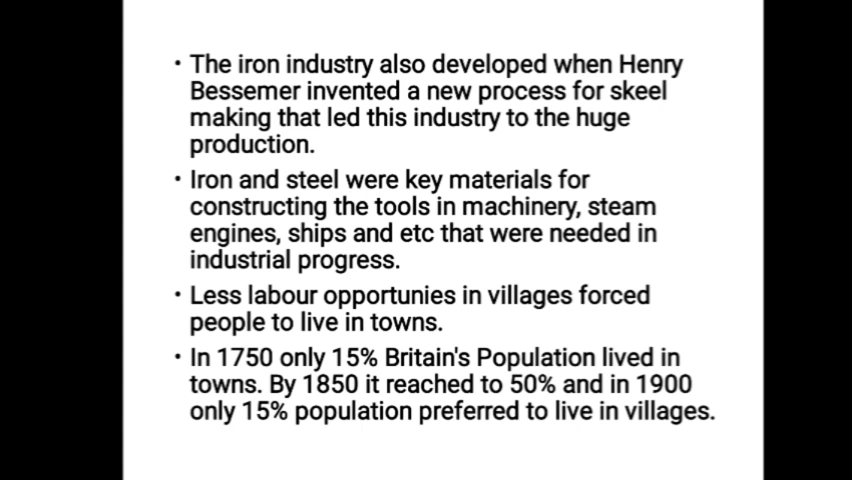 • The iron industry also developed when Henry
Bessemer invented a new process for skeel
making that led this industry to the huge
production.
• Iron and steel were key materials for
constructing the tools in machinery, steam
engines, ships and etc that were needed in
industrial progress.
• Less labour opportunies in villages forced
people to live in towns.
• In 1750 only 15% Britain's Population lived in
towns. By 1850 it reached to 50% and in 1900
only 15% population preferred to live in villages.